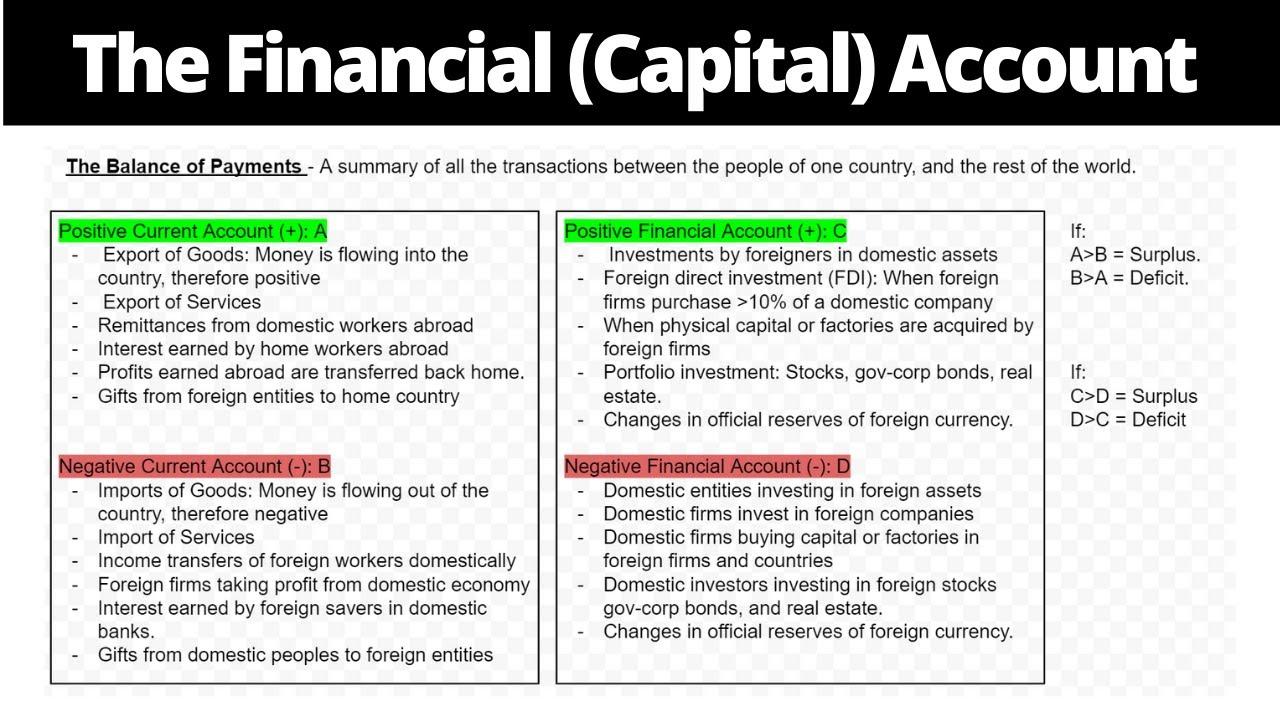 The Financial (Capital) Account
The Balance of Payments - A summary of all the transactions between the people of one country, and the rest of the world.
Positive Current Account (+): A
- Export of Goods: Money is flowing into the
country, therefore positive
- Export of Services
- Remittances from domestic workers abroad
- Interest earned by home workers abroad
- Profits earned abroad are transferred back home.
- Gifts from foreign entities to home country
Negative Current Account (-): B
- Imports of Goods: Money is flowing out of the
country, therefore negative
- Import of Services
- Income transfers of foreign workers domestically
- Foreign firms taking profit from domestic economy
- Interest earned by foreign savers in domestic
banks.
- Gifts from domestic peoples to foreign entities
Positive Financial Account (+): C
- Investments by foreigners in domestic assets
- Foreign direct investment (FDI): When foreign
firms purchase >10% of a domestic company
- When physical capital or factories are acquired by
foreign firms
- Portfolio investment: Stocks, gov-corp bonds, real
estate.
- Changes in official reserves of foreign currency.
Negative Financial Account (-): D
- Domestic entities investing in foreign assets
- Domestic firms invest in foreign companies
- Domestic firms buying capital or factories in
foreign firms and countries
- Domestic investors investing in foreign stocks
gov-corp bonds, and real estate.
- Changes in official reserves of foreign currency.
If:
A>B = Surplus.
B>A = Deficit.
If:
C>D = Surplus
D>C = Deficit